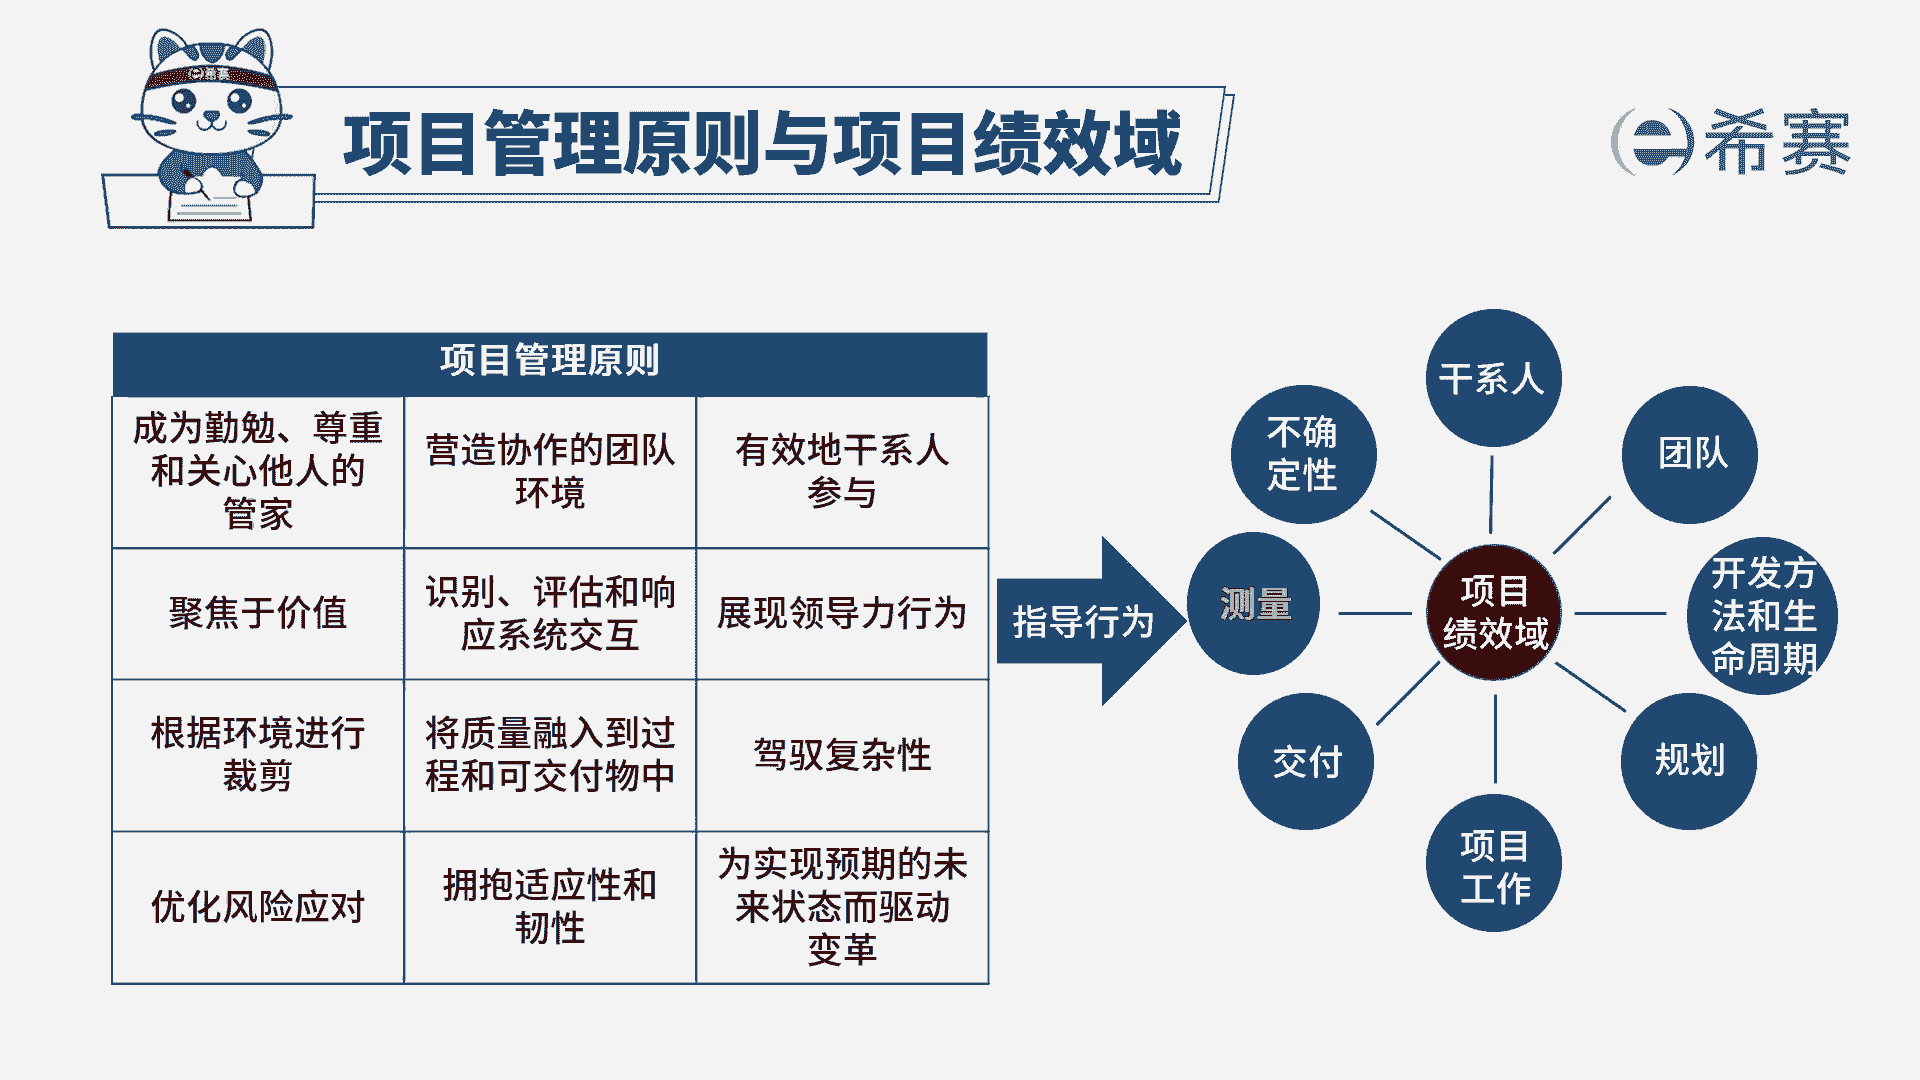 希赛
项目管理原则与项目绩效域
希赛
项目管理原则
成为勤勉、尊重
和关心他人的
管家
营造协作的团队
环境
有效地干系人
参与
聚焦于价值
识别、评估和响
应系统交互
展现领导力行为
根据环境进行
裁剪
将质量融入到过
程和可交付物中
驾驭复杂性
优化风险应对
拥抱适应性和
韧性
为实现预期的未
来状态而驱动
变革
指导行为
干系人
团队
开发方
法和生
命周期
规划
项目
工作
交付
测量
不确
定性
项目
绩效域